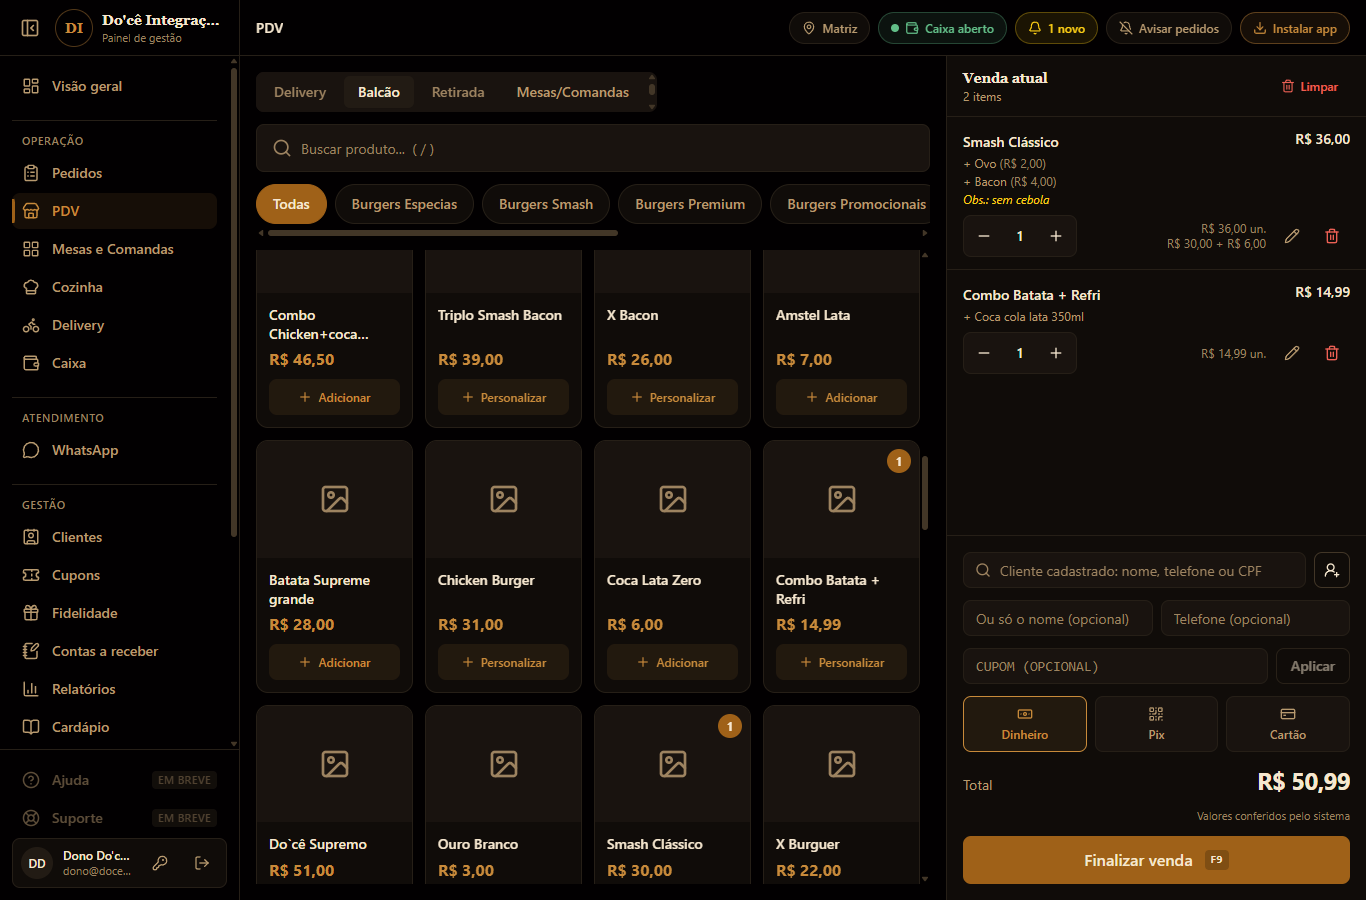 DI
Do'cê Integraç...
Painel de gestão
Visão geral
OPERAÇÃO
Pedidos
PDV
Mesas e Comandas
Cozinha
Delivery
Caixa
ATENDIMENTO
WhatsApp
GESTÃO
Clientes
Cupons
Fidelidade
Contas a receber
Relatórios
Cardápio
Ajuda EM BREVE
Suporte EM BREVE
DD
Dono Do'c...
dono@doce...
PDV
Matriz
Caixa aberto
1 novo
Avisar pedidos
Instalar app
Delivery Balcão Retirada Mesas/Comandas
Buscar produto... ( / )
Todas Burgers Especias Burgers Smash Burgers Premium Burgers Promocionais
Combo
Chicken+coca...
R$ 46,50
Adicionar
Triplo Smash Bacon
R$ 39,00
Personalizar
X Bacon
R$ 26,00
Personalizar
Amstel Lata
R$ 7,00
Adicionar
Batata Supreme
grande
R$ 28,00
Adicionar
Chicken Burger
R$ 31,00
Personalizar
Coca Lata Zero
R$ 6,00
Adicionar
1
Combo Batata +
Refri
R$ 14,99
Personalizar
Do`cê Supremo
R$ 51,00
Ouro Branco
R$ 3,00
1
Smash Clássico
R$ 30,00
X Burguer
R$ 22,00
Venda atual
2 items
Limpar
Smash Clássico R$ 36,00
+ Ovo (R$ 2,00)
+ Bacon (R$ 4,00)
Obs.: sem cebola
1
R$ 36,00 un.
R$ 30,00 + R$ 6,00
Combo Batata + Refri R$ 14,99
+ Coca cola lata 350ml
1
R$ 14,99 un.
Cliente cadastrado: nome, telefone ou CPF
Ou só o nome (opcional) Telefone (opcional)
CUPOM (OPCIONAL) Aplicar
Dinheiro Pix Cartão
Total R$ 50,99
Valores conferidos pelo sistema
Finalizar venda F9